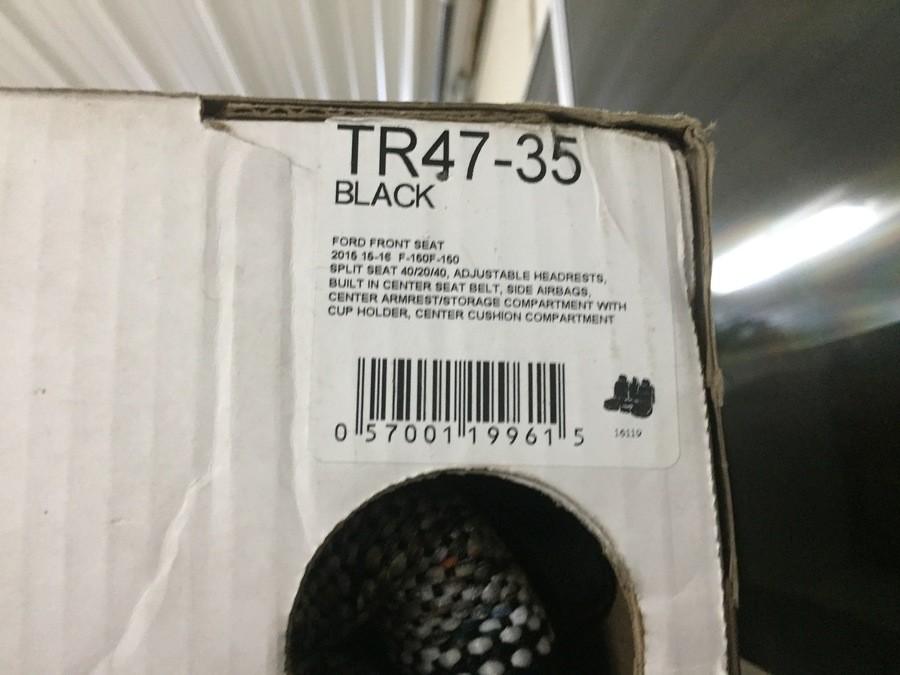 TR47-35
BLACK
FORD FRONT SEAT
2015 15-16 F-150F-150
SPLIT SEAT 40/20/40, ADJUSTABLE HEADRESTS,
BUILT IN CENTER SEAT BELT, SIDE AIRBAGS,
CENTER ARMREST/STORAGE COMPARTMENT WITH
CUP HOLDER, CENTER CUSHION COMPARTMENT
0 57001 19961 5
16119